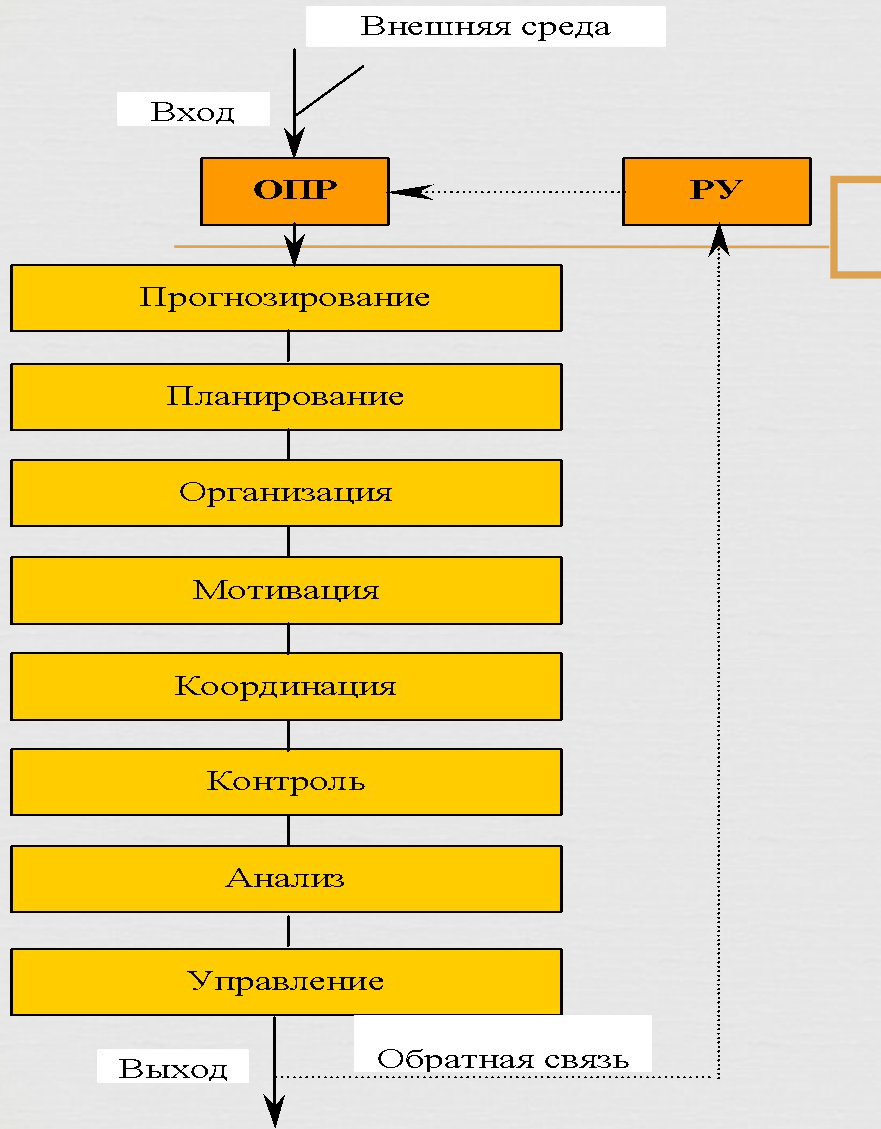 Внешняя среда
Вход
ОПР
РУ
Прогнозирование
Планирование
Организация
Мотивация
Координация
Контроль
Анализ
Управление
Обратная связь
Выход